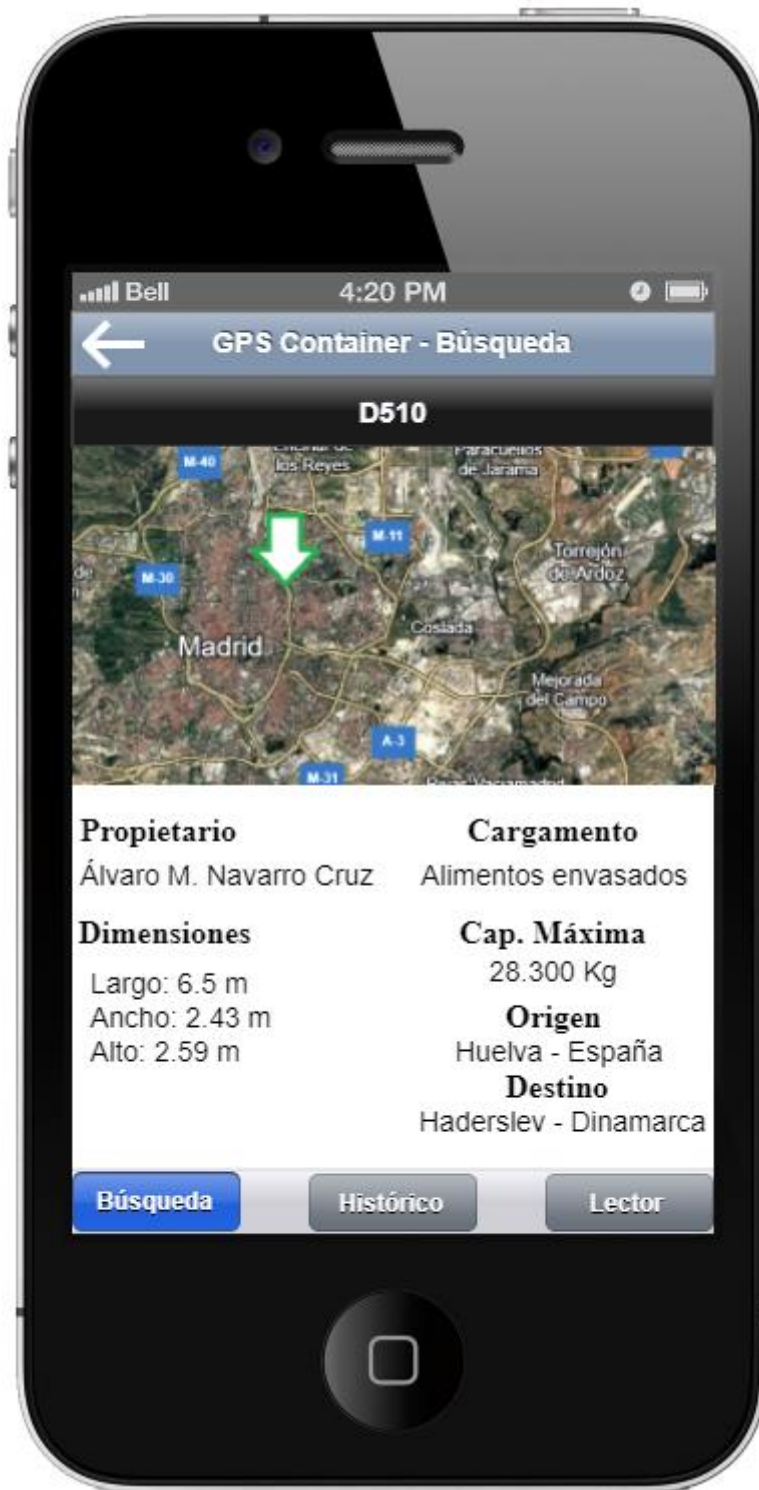 Bell 4:20 PM
GPS Container - Búsqueda
D510
M-40
los Reyes
Paracuellos
de Jarama
M-11
Torrejón
de Ardoz
de
M-30
Coslada
Madrid
Mejorada
del Campo
A-3
M-31
Propietario
Álvaro M. Navarro Cruz
Cargamento
Alimentos envasados
Dimensiones
Largo: 6.5 m
Ancho: 2.43 m
Alto: 2.59 m
Cap. Máxima
28.300 Kg
Origen
Huelva - España
Destino
Haderslev - Dinamarca
Búsqueda Histórico Lector